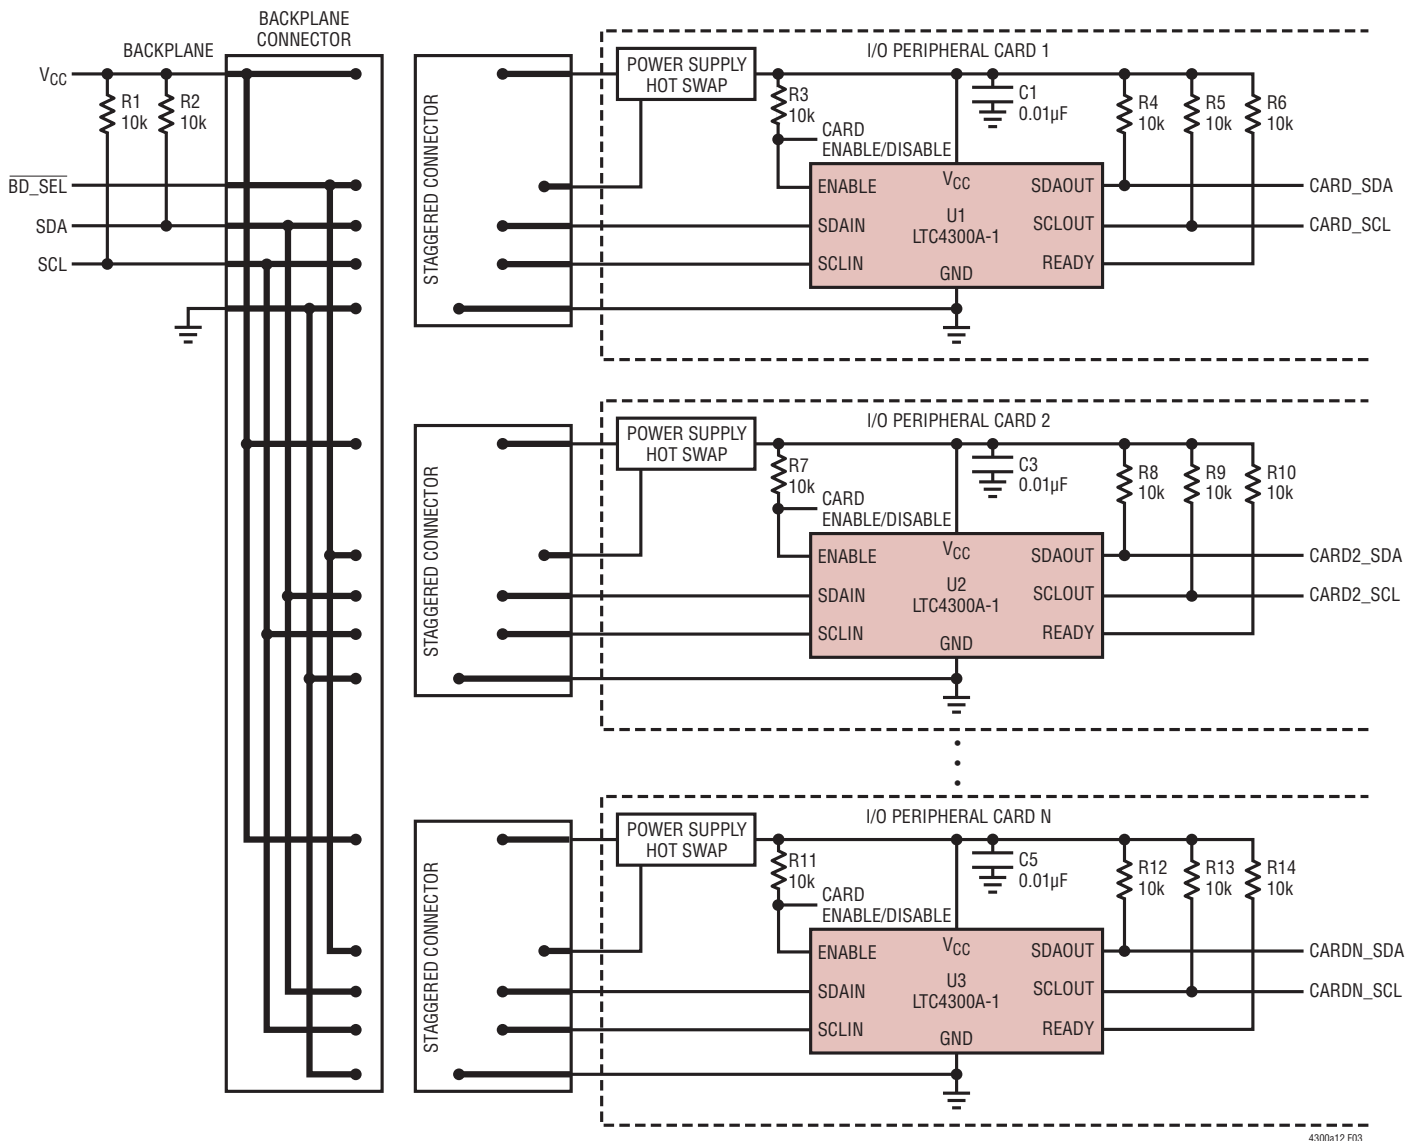 BACKPLANE
CONNECTOR
BACKPLANE
VCC
R1
10k
R2
10k
BD_SEL
SDA
SCL
STAGGERED CONNECTOR
POWER SUPPLY
HOT SWAP
I/O PERIPHERAL CARD 1
R3
10k
CARD
ENABLE/DISABLE
C1
0.01µF
R4
10k
R5
10k
R6
10k
ENABLE
VCC
SDAOUT
CARD_SDA
SDAIN
U1
LTC4300A-1
SCLOUT
CARD_SCL
SCLIN
GND
READY
STAGGERED CONNECTOR
POWER SUPPLY
HOT SWAP
I/O PERIPHERAL CARD 2
R7
10k
CARD
ENABLE/DISABLE
C3
0.01µF
R8
10k
R9
10k
R10
10k
ENABLE
VCC
SDAOUT
CARD2_SDA
SDAIN
U2
LTC4300A-1
SCLOUT
CARD2_SCL
SCLIN
GND
READY
STAGGERED CONNECTOR
POWER SUPPLY
HOT SWAP
I/O PERIPHERAL CARD N
R11
10k
CARD
ENABLE/DISABLE
C5
0.01µF
R12
10k
R13
10k
R14
10k
ENABLE
VCC
SDAOUT
CARDN_SDA
SDAIN
U3
LTC4300A-1
SCLOUT
CARDN_SCL
SCLIN
GND
READY
4300a12 F03